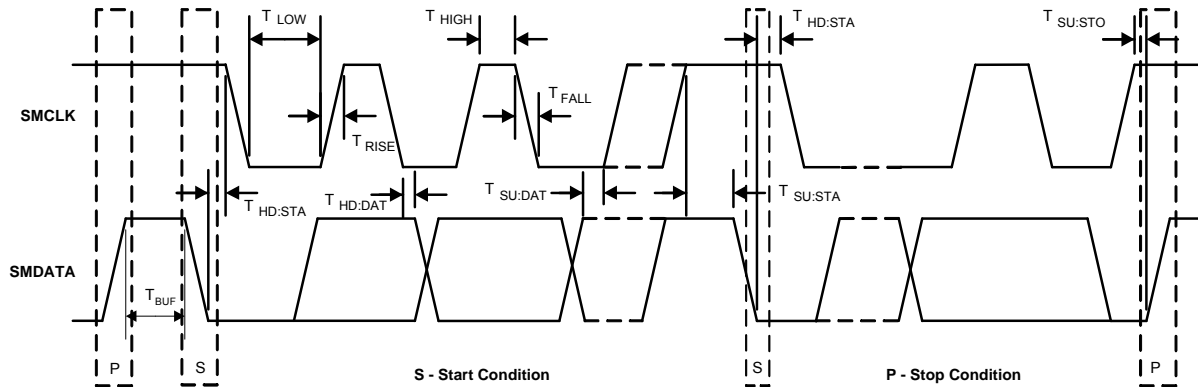 T LOW
T HIGH
T HD:STA
T SU:STO
SMCLK
T FALL
T RISE
T HD:STA
T HD:DAT
T SU:DAT
T SU:STA
SMDATA
T BUF
P
S
S - Start Condition
S
P - Stop Condition
P